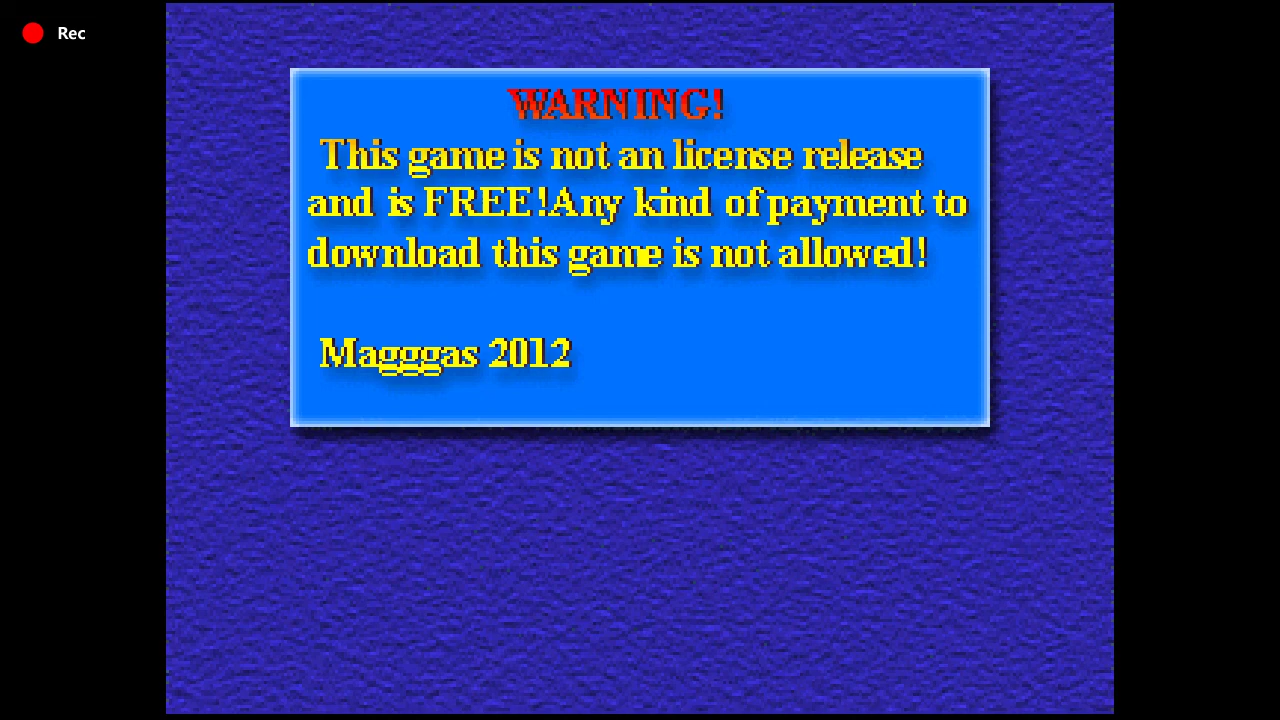 Rec
WARNING!
This game is not an license release
and is FREE!Any kind of payment to
download this game is not allowed!
Magggas 2012